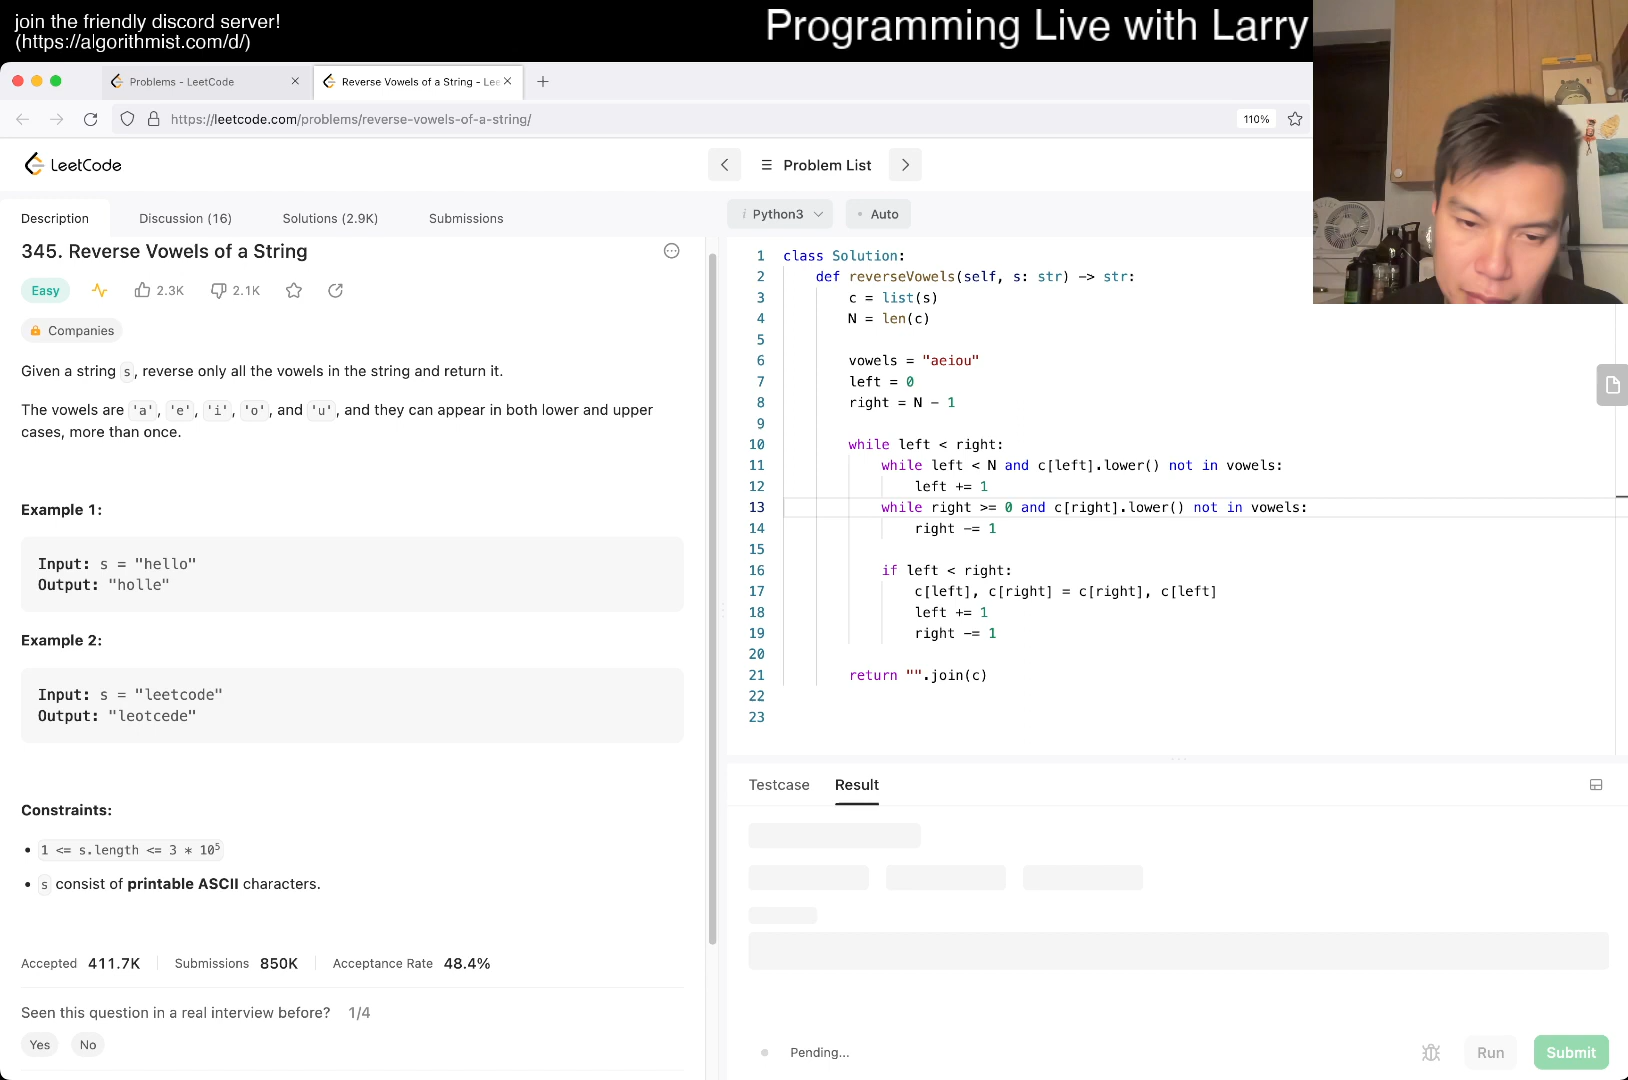 join the friendly discord server!
(https://algorithmist.com/d/)
Programming Live with Larry
Problems - LeetCode
Reverse Vowels of a String - Lee
https://leetcode.com/problems/reverse-vowels-of-a-string/
110%
LeetCode
Problem List
Description
Discussion (16)
Solutions (2.9K)
Submissions
345. Reverse Vowels of a String
Easy
2.3K
2.1K
Companies
Given a string s, reverse only all the vowels in the string and return it.
The vowels are 'a', 'e', 'i', 'o', and 'u', and they can appear in both lower and upper
cases, more than once.
Example 1:
Input: s = "hello"
Output: "holle"
Example 2:
Input: s = "leetcode"
Output: "leotcede"
Constraints:
• 1 <= s.length <= 3 * 10⁵
• s consist of printable ASCII characters.
Accepted 411.7K
Submissions 850K
Acceptance Rate 48.4%
Seen this question in a real interview before? 1/4
Yes
No
i Python3
• Auto
1 class Solution:
2 def reverseVowels(self, s: str) -> str:
3 c = list(s)
4 N = len(c)
5
6 vowels = "aeiou"
7 left = 0
8 right = N - 1
9
10 while left < right:
11 while left < N and c[left].lower() not in vowels:
12 left += 1
13 while right >= 0 and c[right].lower() not in vowels:
14 right -= 1
15
16 if left < right:
17 c[left], c[right] = c[right], c[left]
18 left += 1
19 right -= 1
20
21 return "".join(c)
22
23
Testcase
Result
Pending...
Run
Submit